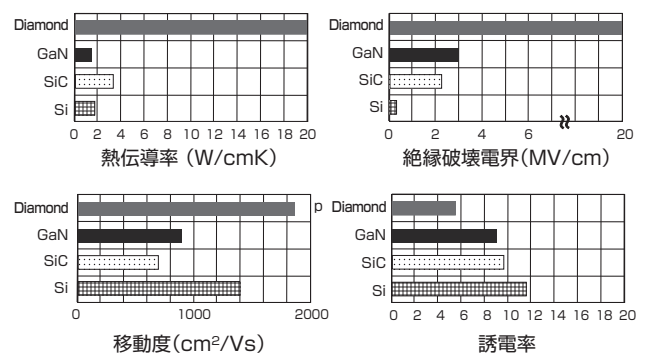 Diamond
GaN
SiC
Si
0 2 4 6 8 10 12 14 16 18 20
熱伝導率 (W/cmK)
Diamond
GaN
SiC
Si
0 2 4 6 20
絶縁破壊電界(MV/cm)
Diamond
GaN
SiC
Si
0 1000 2000
移動度(cm²/Vs)
p
Diamond
GaN
SiC
Si
0 2 4 6 8 10 12 14 16 18 20
誘電率